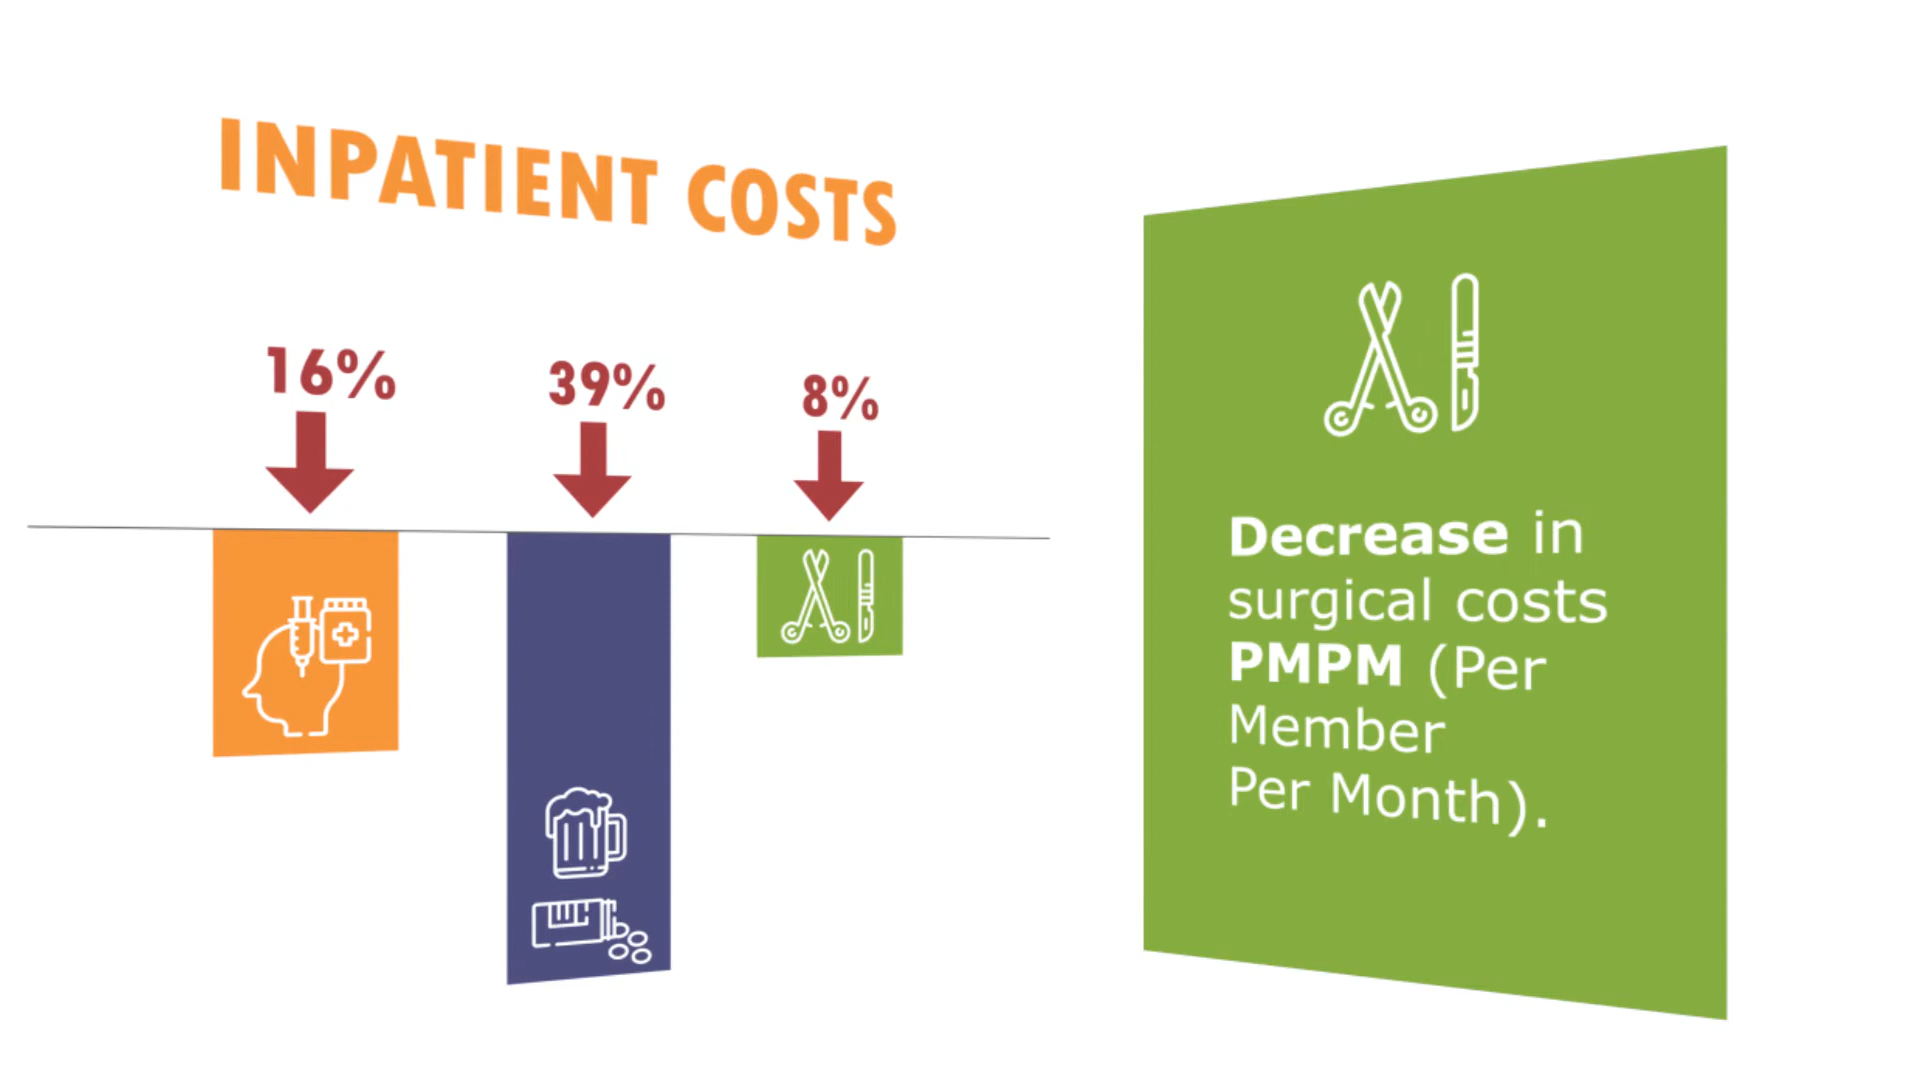 INPATIENT COSTS
16%
39%
8%
Decrease in
surgical costs
PMPM (Per
Member
Per Month).